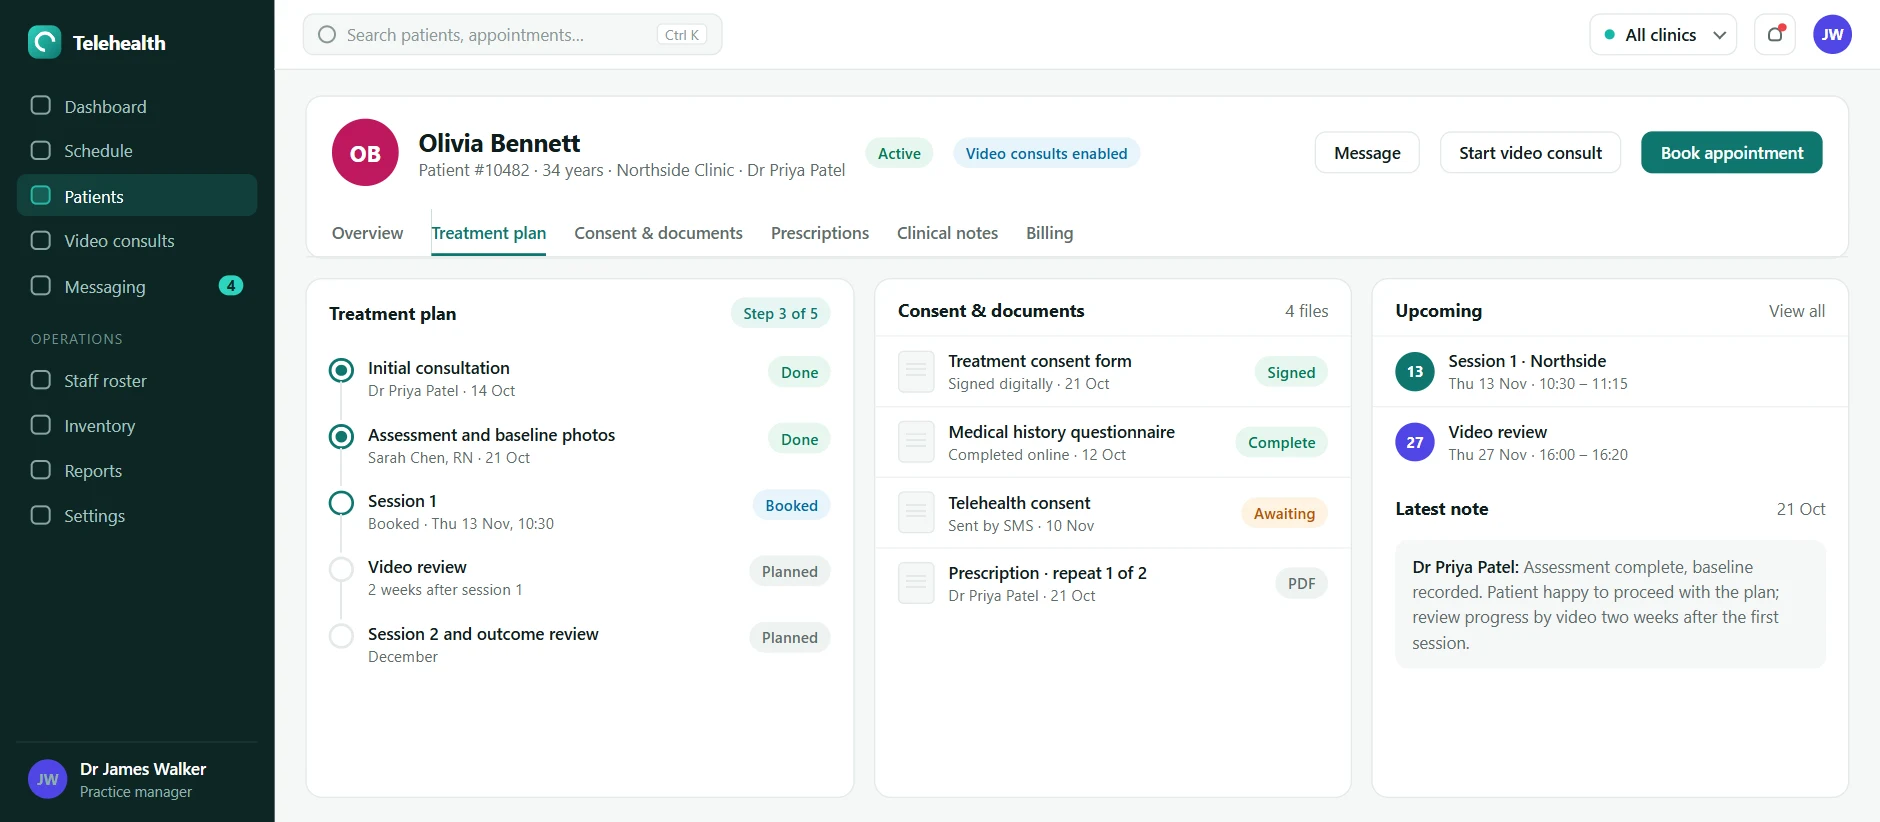 Telehealth
Dashboard
Schedule
Patients
Video consults
Messaging 4
OPERATIONS
Staff roster
Inventory
Reports
Settings
JW Dr James Walker
Practice manager
Search patients, appointments... Ctrl K
All clinics JW
OB
Olivia Bennett
Patient #10482 · 34 years · Northside Clinic · Dr Priya Patel
Active Video consults enabled
Message Start video consult Book appointment
Overview Treatment plan Consent & documents Prescriptions Clinical notes Billing
Treatment plan Step 3 of 5
Initial consultation Done
Dr Priya Patel · 14 Oct
Assessment and baseline photos Done
Sarah Chen, RN · 21 Oct
Session 1 Booked
Booked · Thu 13 Nov, 10:30
Video review Planned
2 weeks after session 1
Session 2 and outcome review Planned
December
Consent & documents 4 files
Treatment consent form Signed
Signed digitally · 21 Oct
Medical history questionnaire Complete
Completed online · 12 Oct
Telehealth consent Awaiting
Sent by SMS · 10 Nov
Prescription · repeat 1 of 2 PDF
Dr Priya Patel · 21 Oct
Upcoming View all
13 Session 1 · Northside
Thu 13 Nov · 10:30 – 11:15
27 Video review
Thu 27 Nov · 16:00 – 16:20
Latest note 21 Oct
Dr Priya Patel: Assessment complete, baseline
recorded. Patient happy to proceed with the plan;
review progress by video two weeks after the first
session.